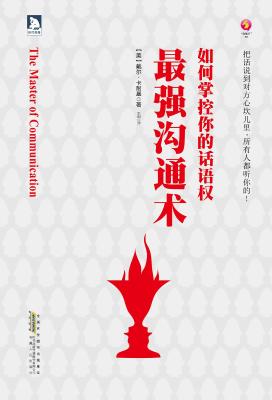 把话说到对方心坎儿里,所有人都听你的!
如何掌控你的话语权
最强沟通术
【美】戴尔·卡耐基◎著
The Master of Communication